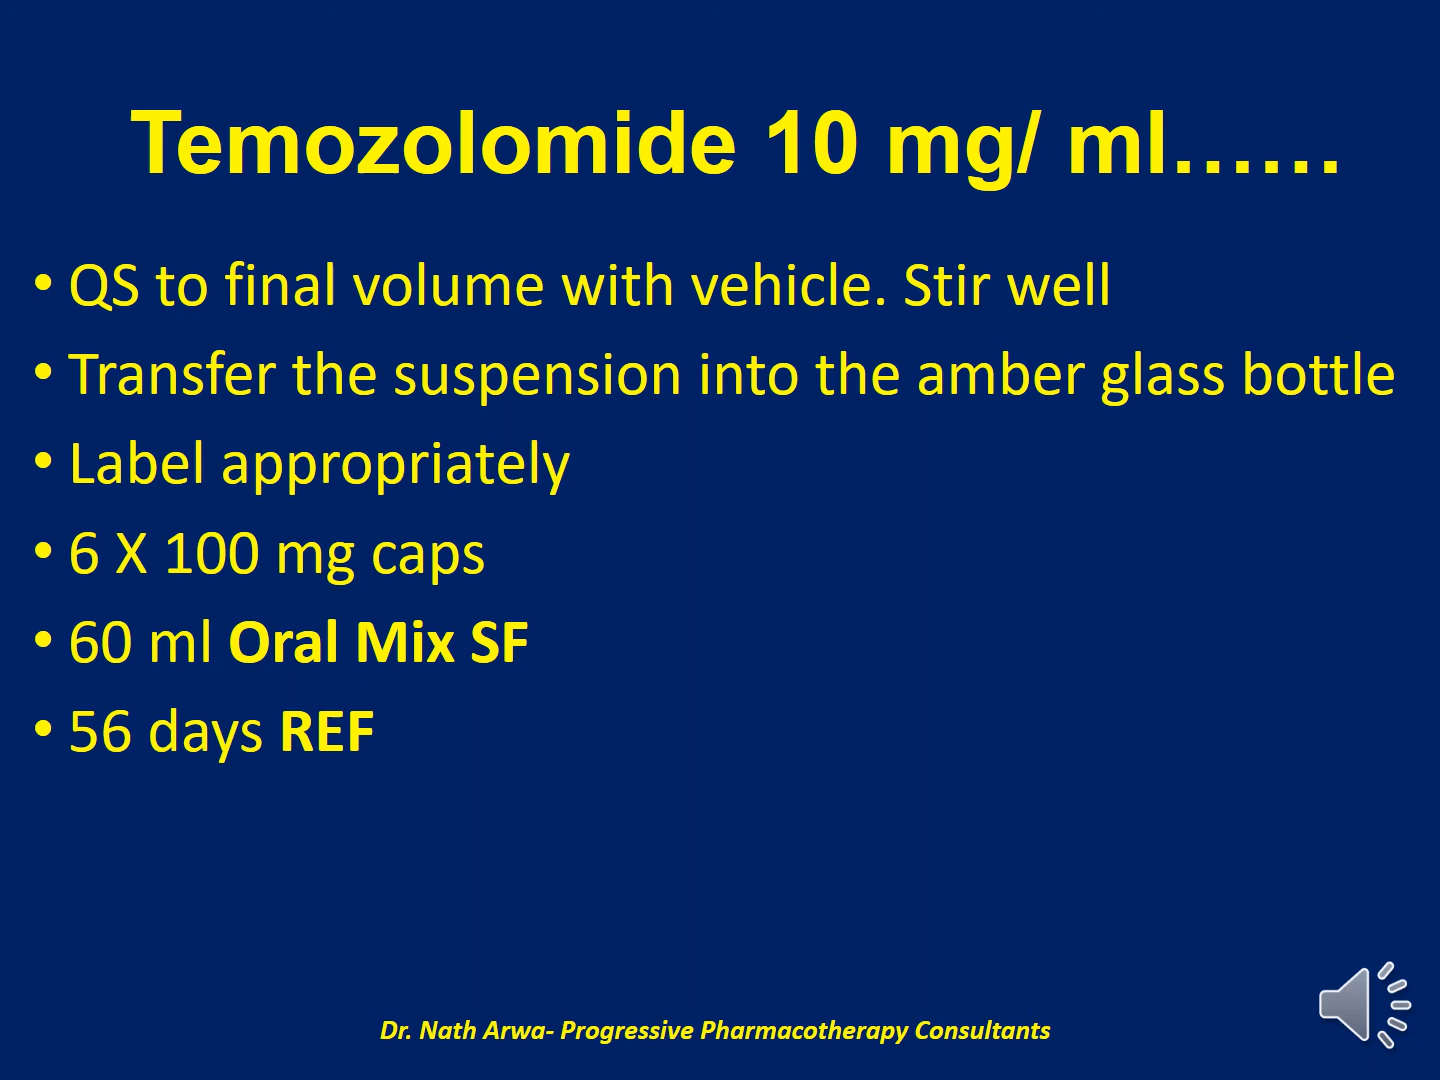 Temozolomide 10 mg/ ml……
• QS to final volume with vehicle. Stir well
• Transfer the suspension into the amber glass bottle
• Label appropriately
• 6 X 100 mg caps
• 60 ml Oral Mix SF
• 56 days REF
Dr. Nath Arwa- Progressive Pharmacotherapy Consultants